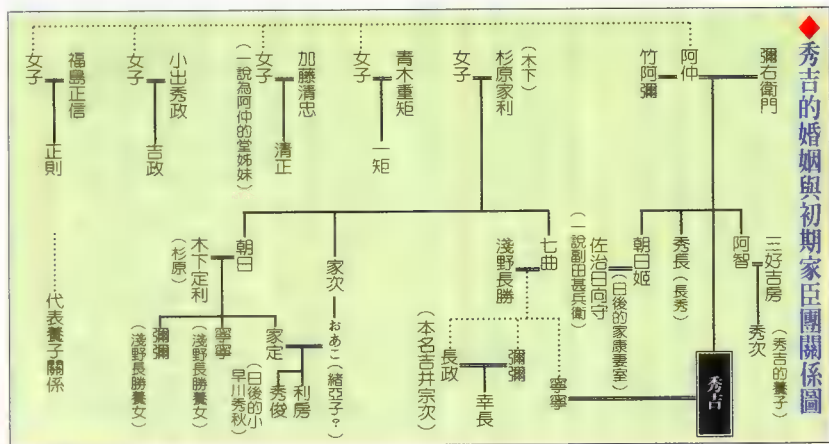 秀吉的婚姻與初期家臣團關係圖
彌右衛門
阿仲
竹阿彌
三好吉房
秀次
(秀吉的養子)
阿智
秀吉
秀長(長秀)
朝日姬
(日後的家康妻室)
佐治日向守
(一說副田甚兵衛)
(木下)
杉原家利
女子
七曲
淺野長勝
寧寧
彌彌
幸長
長政
(本名吉井宗次)
家次
おあこ(緒亞子?)
朝日
木下定利
(杉原)
家定
利房
秀俊
(日後的小
早川秀秋)
寧寧
(淺野長勝養女)
彌彌
(淺野長勝養女)
青木重矩
女子
一矩
加藤清忠
女子
(一說為阿仲的堂姊妹)
清正
小出秀政
女子
吉政
福島正信
女子
正則
代表養子關係